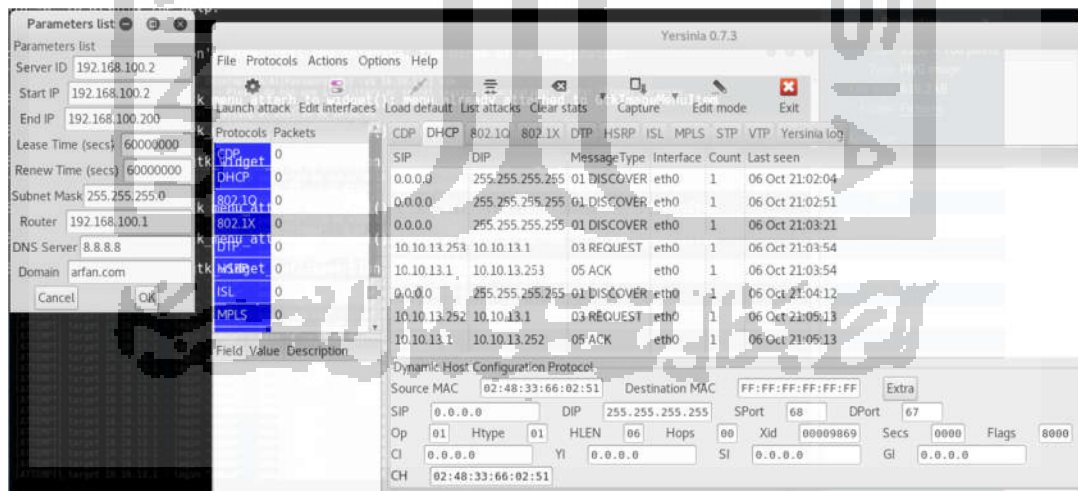 Parameters list
Parameters list
Server ID 192.168.100.2
Start IP 192.168.100.2
End IP 192.168.100.200
Lease Time (secs) 60000000
Renew Time (secs) 60000000
Subnet Mask 255.255.255.0
Router 192.168.100.1
DNS Server 8.8.8.8
Domain arfan.com
Cancel OK
Yersinia 0.7.3
File Protocols Actions Options Help
Launch attack Edit interfaces Load default List attacks Clear stats Capture Edit mode Exit
Protocols Packets
CDP 0
DHCP 0
802.1Q 0
802.1X 0
DTP 0
HSRP 0
ISL 0
MPLS 0
Field Value Description
CDP DHCP 802.1Q 802.1X DTP HSRP ISL MPLS STP VTP Yersinia log
SIP DIP MessageType Interface Count Last seen
0.0.0.0 255.255.255.255 01 DISCOVER eth0 1 06 Oct 21:02:04
0.0.0.0 255.255.255.255 01 DISCOVER eth0 1 06 Oct 21:02:51
0.0.0.0 255.255.255.255 01 DISCOVER eth0 1 06 Oct 21:03:21
10.10.13.253 10.10.13.1 03 REQUEST eth0 1 06 Oct 21:03:54
10.10.13.1 10.10.13.253 05 ACK eth0 1 06 Oct 21:03:54
0.0.0.0 255.255.255.255 01 DISCOVER eth0 1 06 Oct 21:04:12
10.10.13.252 10.10.13.1 03 REQUEST eth0 1 06 Oct 21:05:13
10.10.13.1 10.10.13.252 05 ACK eth0 1 06 Oct 21:05:13
Dynamic Host Configuration Protocol
Source MAC 02:48:33:66:02:51 Destination MAC FF:FF:FF:FF:FF:FF Extra
SIP 0.0.0.0 DIP 255.255.255.255 SPort 68 DPort 67
Op 01 Htype 01 HLEN 06 Hops 00 Xid 00009869 Secs 0000 Flags 8000
CI 0.0.0.0 YI 0.0.0.0 SI 0.0.0.0 GI 0.0.0.0
CH 02:48:33:66:02:51